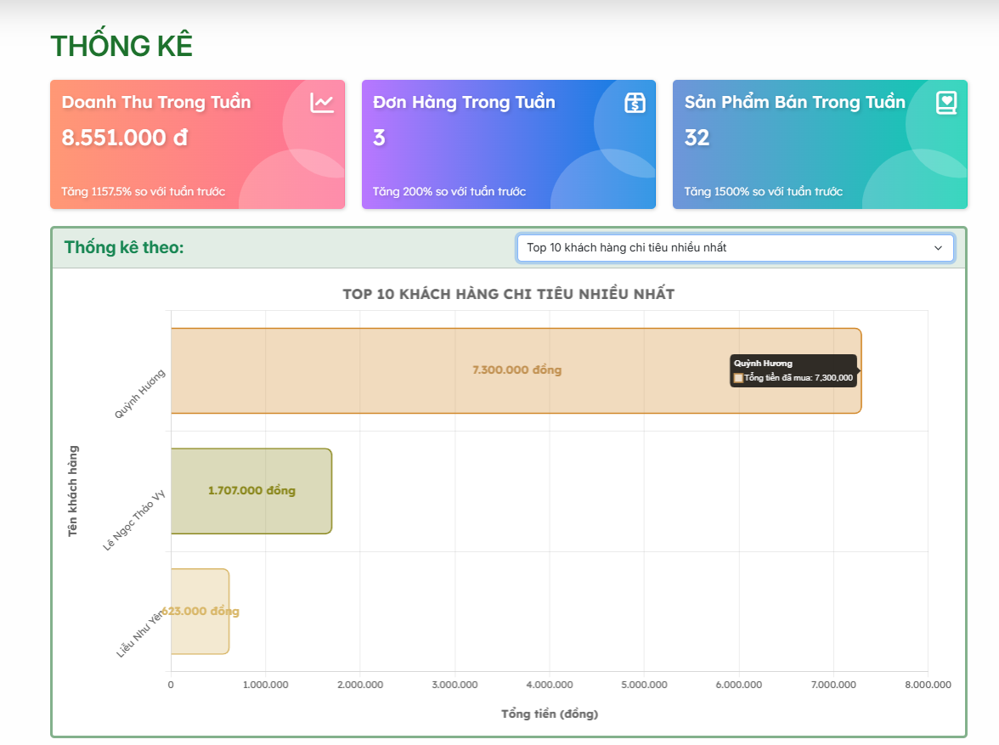 THỐNG KÊ
Doanh Thu Trong Tuần
8.551.000 đ
Tăng 1157.5% so với tuần trước
Đơn Hàng Trong Tuần
3
Tăng 200% so với tuần trước
Sản Phẩm Bán Trong Tuần
32
Tăng 1500% so với tuần trước
Thống kê theo:
Top 10 khách hàng chi tiêu nhiều nhất
TOP 10 KHÁCH HÀNG CHI TIÊU NHIỀU NHẤT
Tên khách hàng
Quỳnh Hương
7.300.000 đồng
Quỳnh Hương
Tổng tiền đã mua: 7,300,000
Lê Ngọc Thảo Vy
1.707.000 đồng
Liễu Như Yên
623.000 đồng
0 1.000.000 2.000.000 3.000.000 4.000.000 5.000.000 6.000.000 7.000.000 8.000.000
Tổng tiền (đồng)